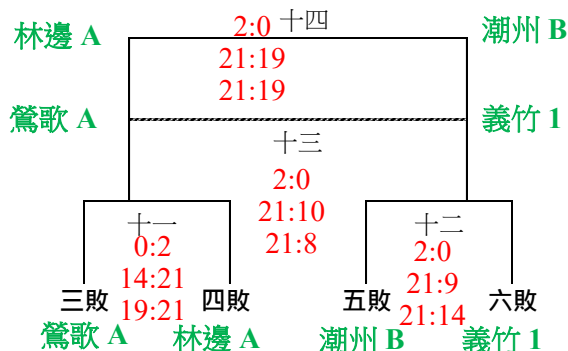 十四
林邊 A
2:0
潮州 B
21:19
21:19
鶯歌 A
義竹 1
十三
2:0
21:10
21:8
十一
0:2
14:21
19:21
十二
2:0
21:9
21:14
三敗
四敗
五敗
六敗
鶯歌 A
林邊 A
潮州 B
義竹 1